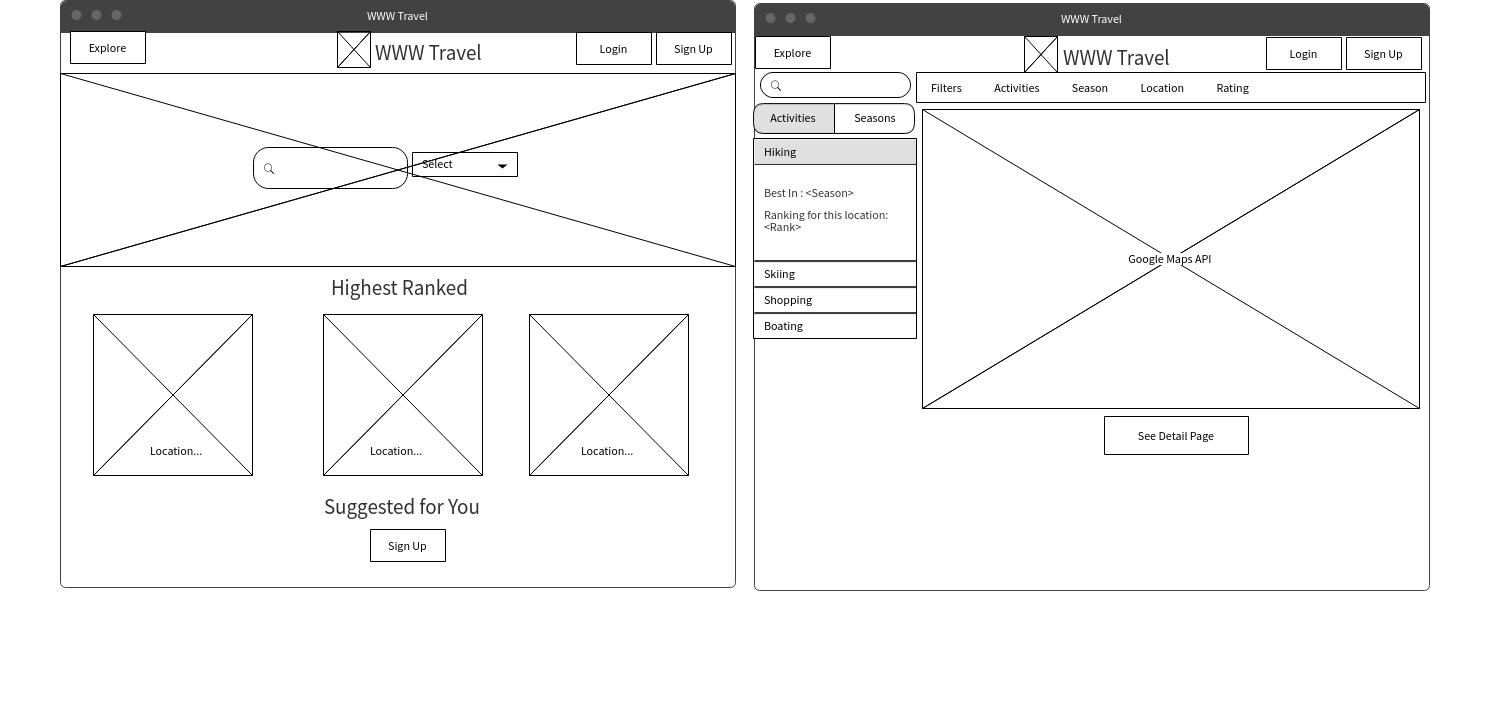 WWW Travel
Explore
WWW Travel
Login
Sign Up
Select
Highest Ranked
Location...
Location...
Location...
Suggested for You
Sign Up
WWW Travel
Explore
WWW Travel
Login
Sign Up
Filters Activities Season Location Rating
Activities Seasons
Hiking
Best In : <Season>
Ranking for this location:
<Rank>
Skiing
Shopping
Boating
Google Maps API
See Detail Page